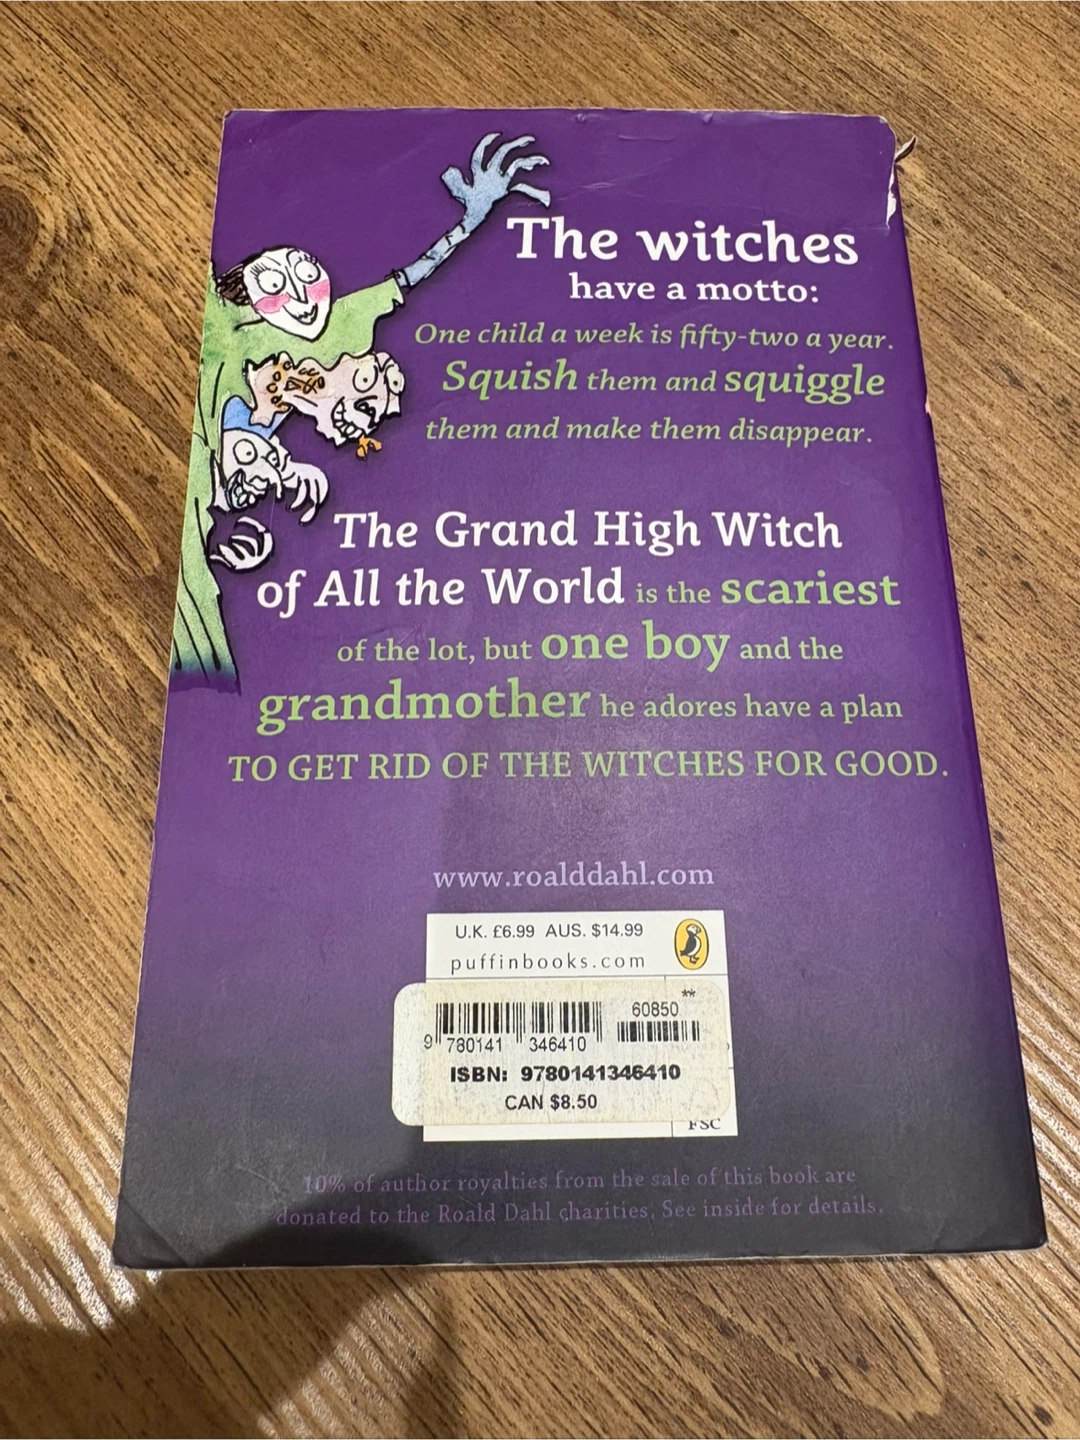 The witches
have a motto:
One child a week is fifty-two a year.
Squish them and squiggle
them and make them disappear.
The Grand High Witch
of All the World is the scariest
of the lot, but one boy and the
grandmother he adores have a plan
TO GET RID OF THE WITCHES FOR GOOD.
www.roalddahl.com
U.K. £6.99 AUS. $14.99
puffinbooks.com
**
60850
9 780141 346410
ISBN: 9780141346410
CAN $8.50
FSC
10% of author royalties from the sale of this book are
donated to the Roald Dahl charities. See inside for details.